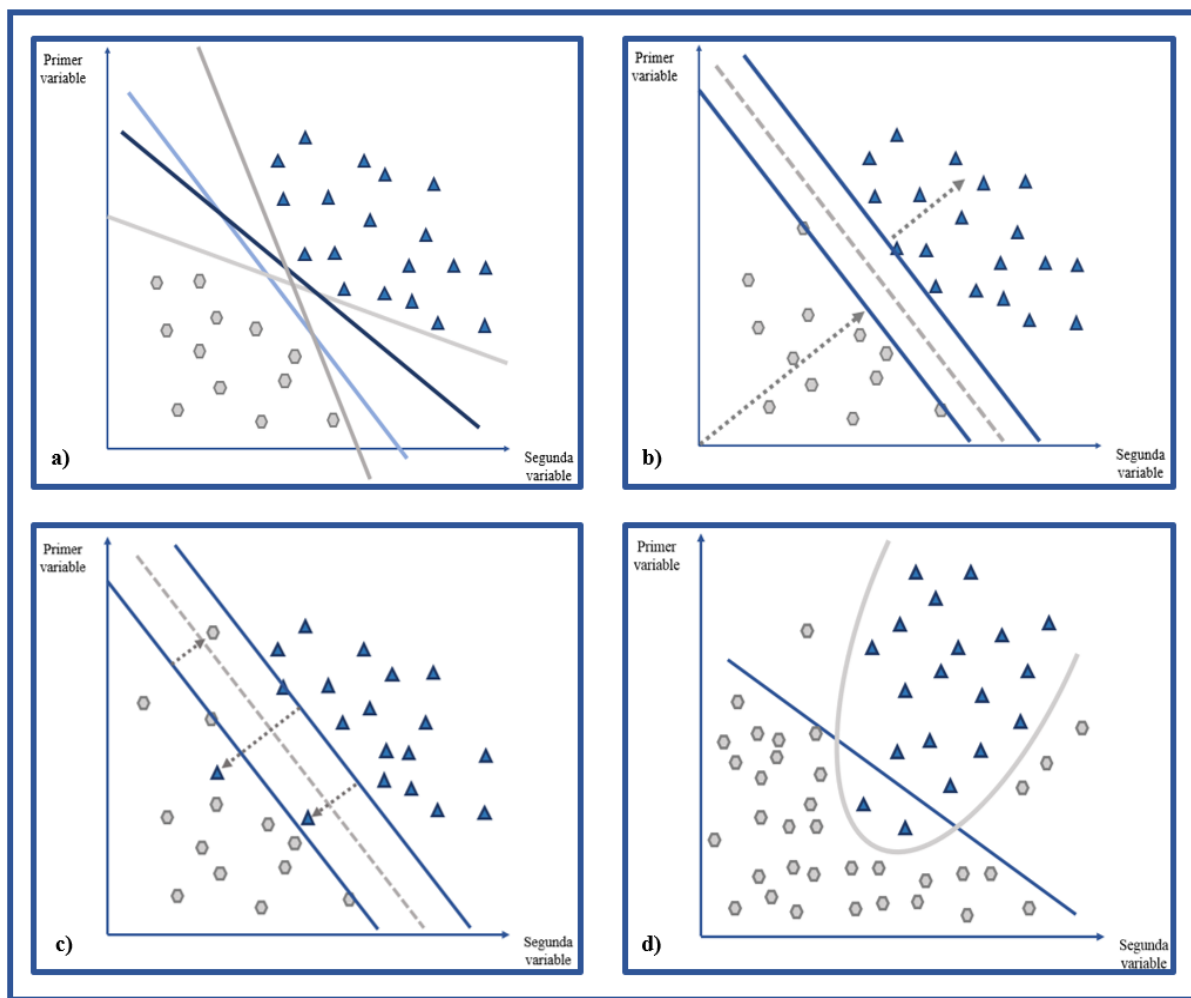 Primer
variable
a)
Segunda
variable
Primer
variable
b)
Segunda
variable
Primer
variable
c)
Segunda
variable
Primer
variable
d)
Segunda
variable